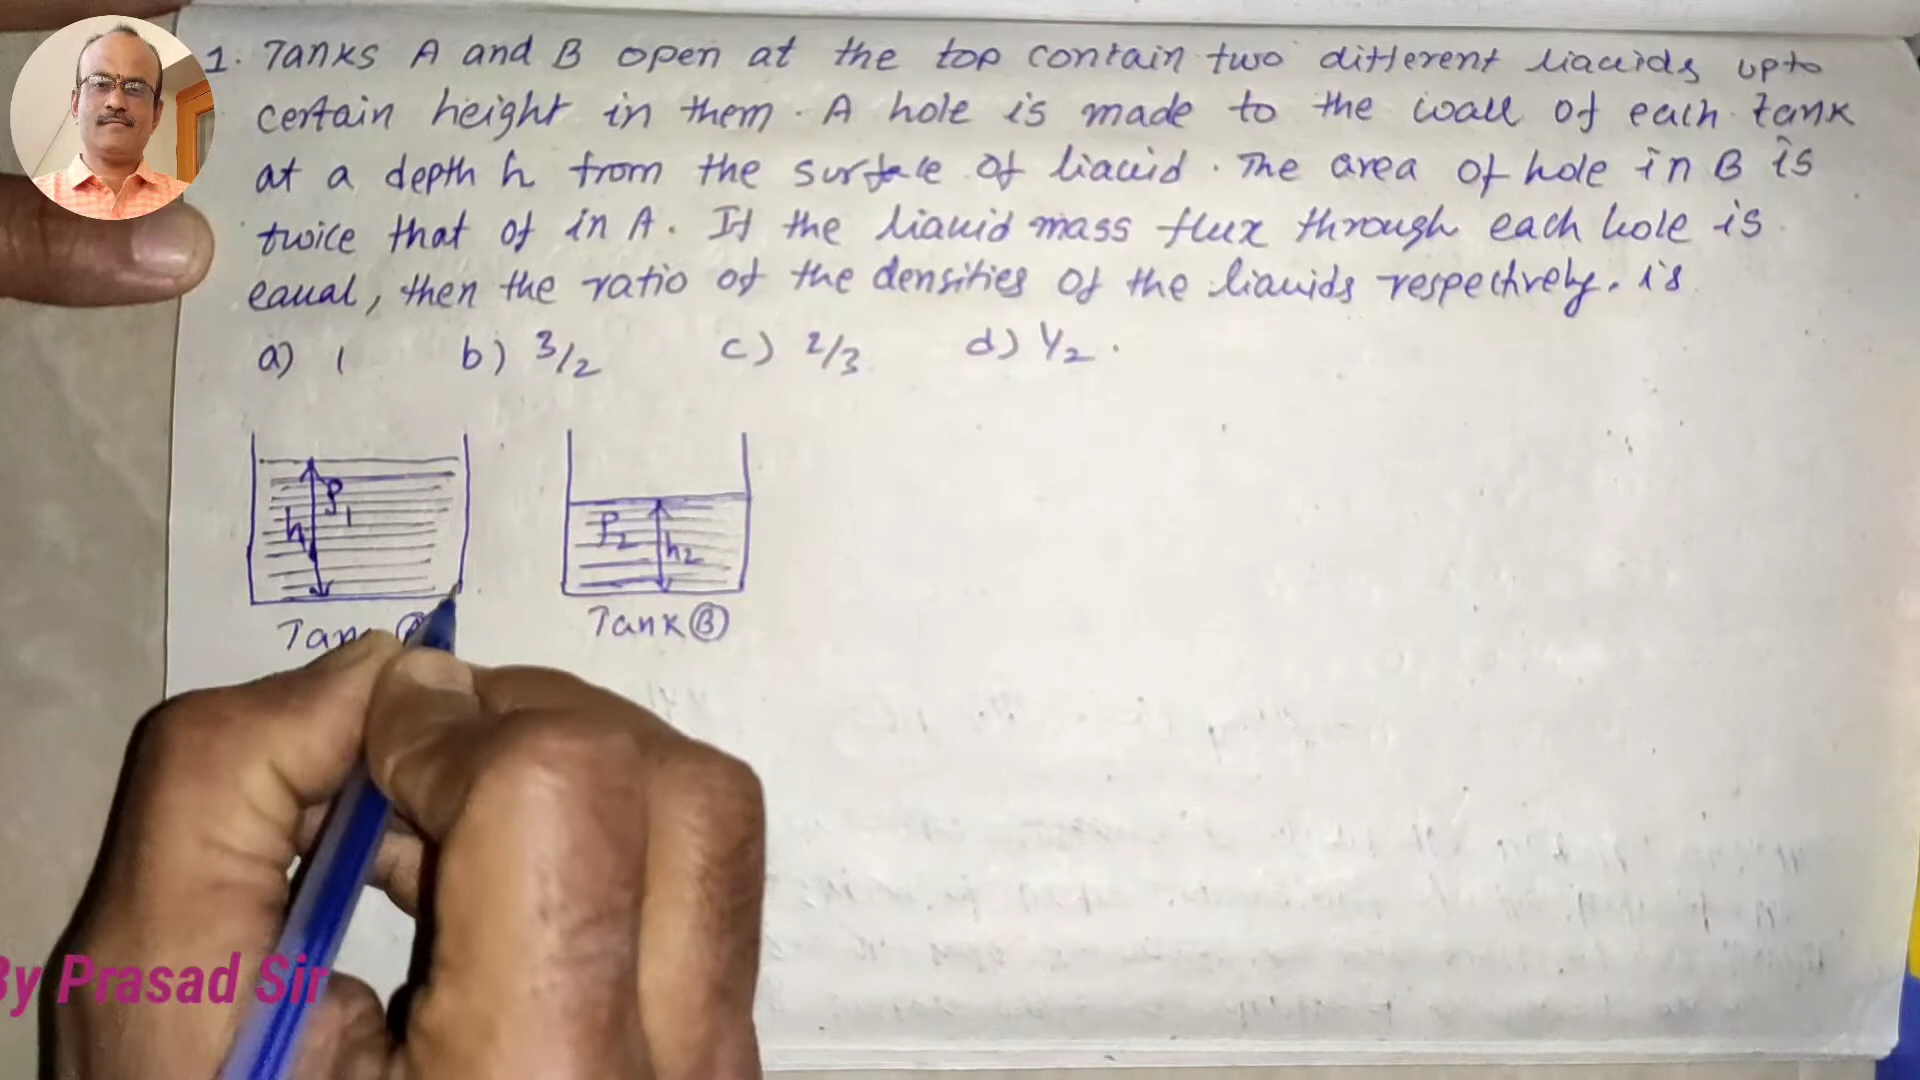 1. Tanks A and B open at the top contain two different liquids upto
certain height in them. A hole is made to the wall of each tank
at a depth h from the surface of liquid. The area of hole in B is
twice that of in A. If the liquid mass flux through each hole is
equal, then the ratio of the densities of the liquids respectively, is
a) 1 b) 3/2 c) 2/3 d) 1/2.
ρ1
h
ρ2
h2
Tank B
By Prasad Sir